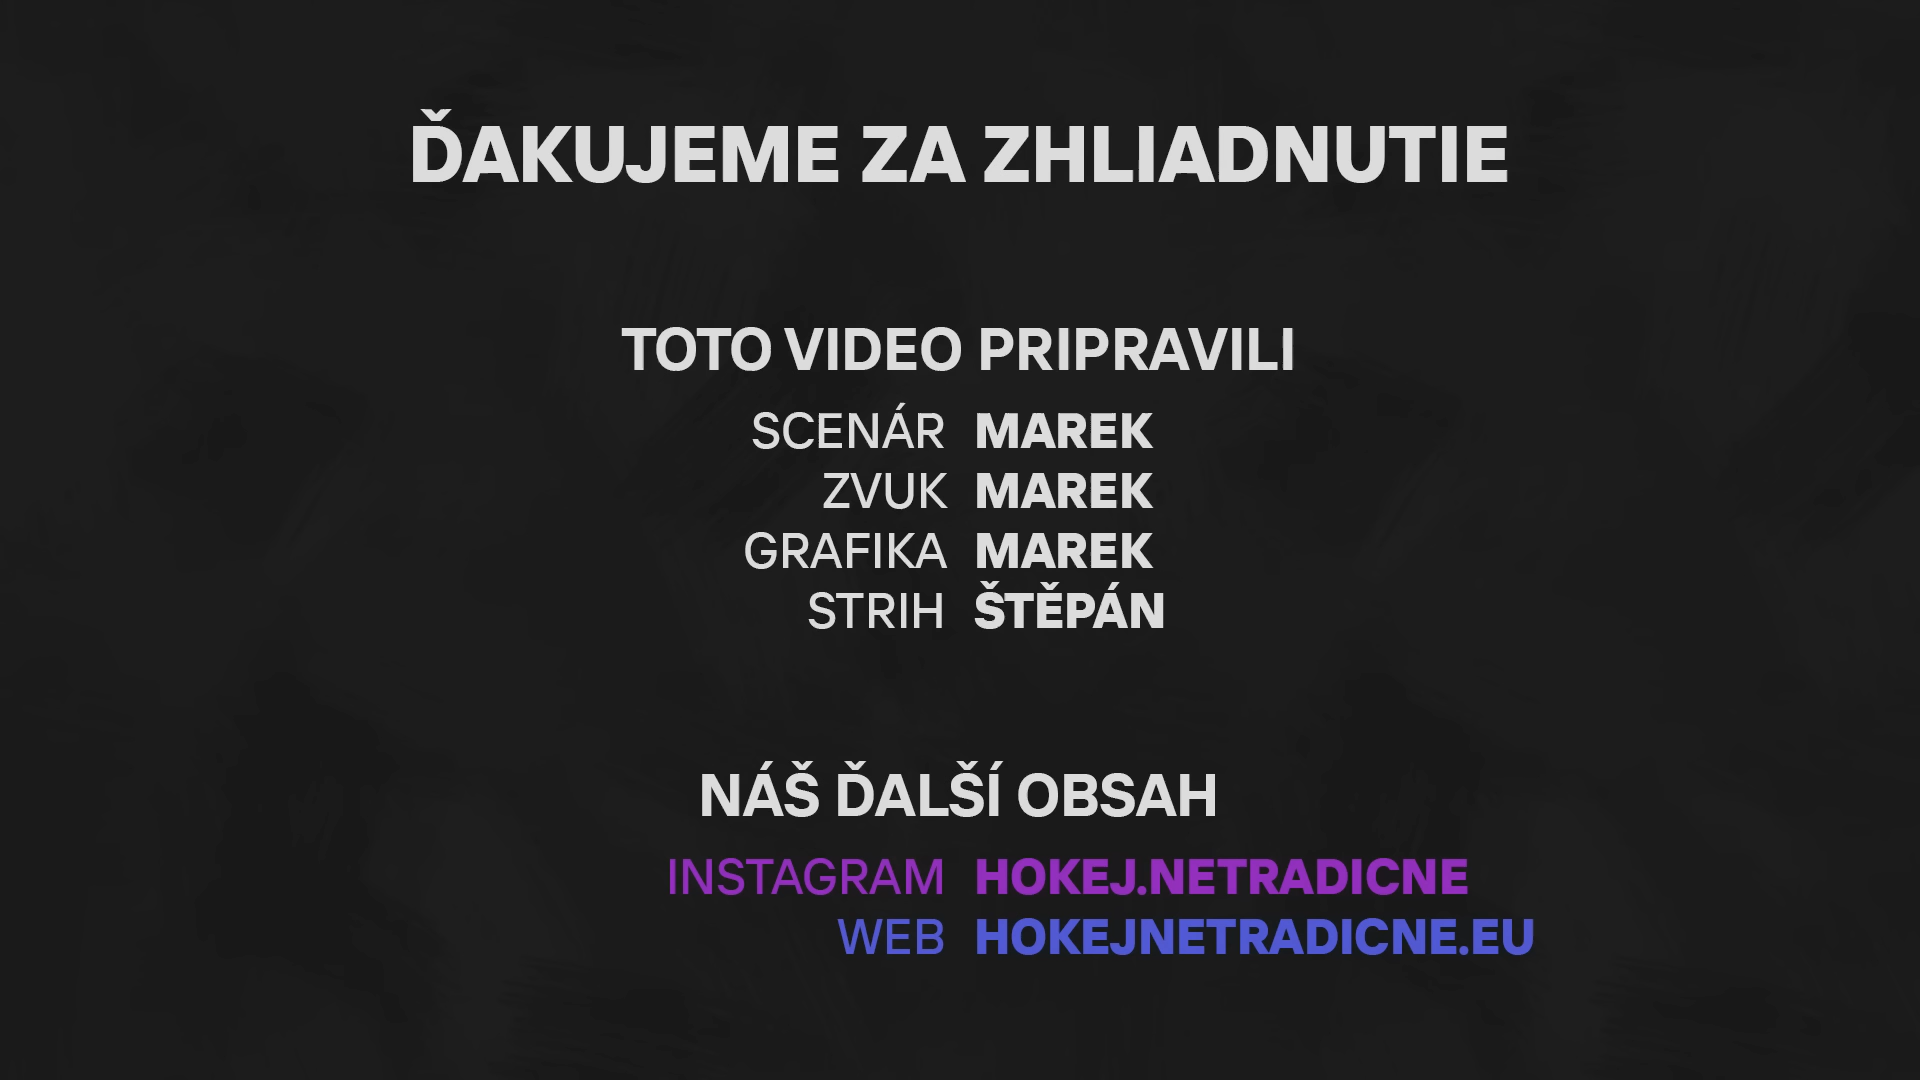 ĎAKUJEME ZA ZHLIADNUTIE
TOTO VIDEO PRIPRAVILI
SCENÁR MAREK
ZVUK MAREK
GRAFIKA MAREK
STRIH ŠTĚPÁN
NÁŠ ĎALŠÍ OBSAH
INSTAGRAM HOKEJ.NETRADICNE
WEB HOKEJNETRADICNE.EU